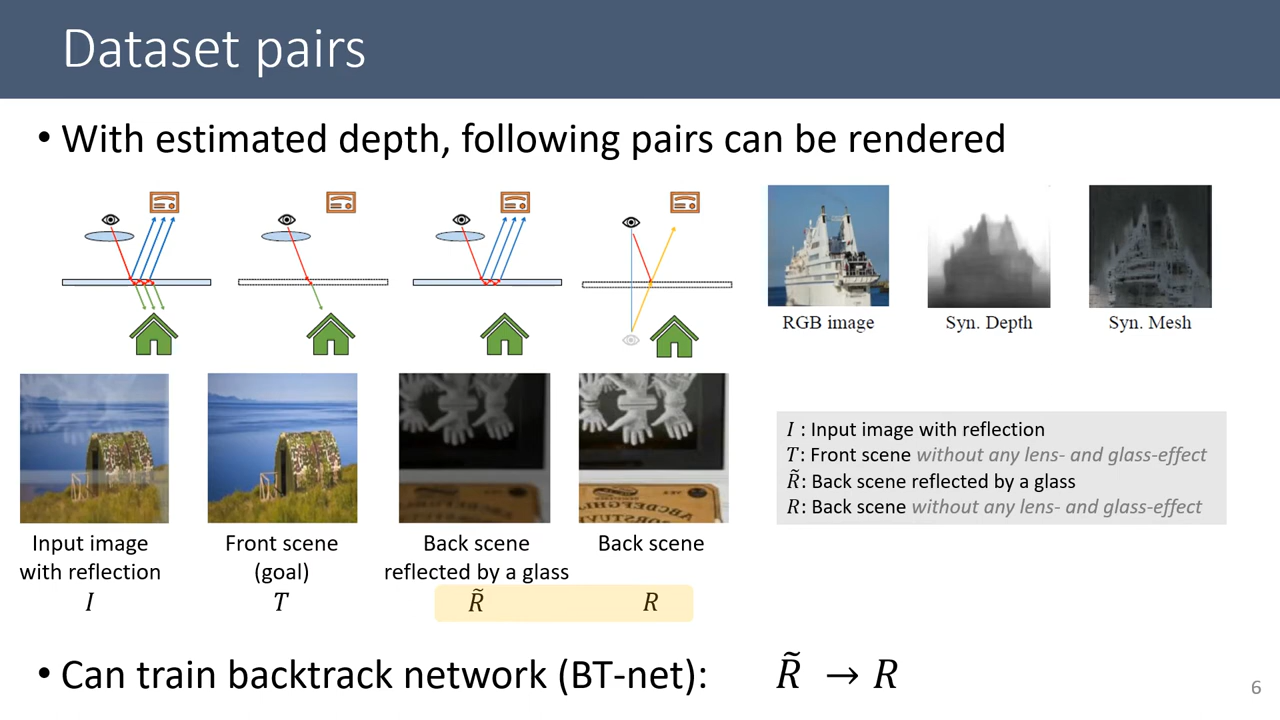 Dataset pairs
• With estimated depth, following pairs can be rendered
RGB image
Syn. Depth
Syn. Mesh
I : Input image with reflection
T: Front scene without any lens- and glass-effect
R̃: Back scene reflected by a glass
R: Back scene without any lens- and glass-effect
Input image
with reflection
I
Front scene
(goal)
T
Back scene
reflected by a glass
R̃
Back scene
R
• Can train backtrack network (BT-net): R̃ → R
6